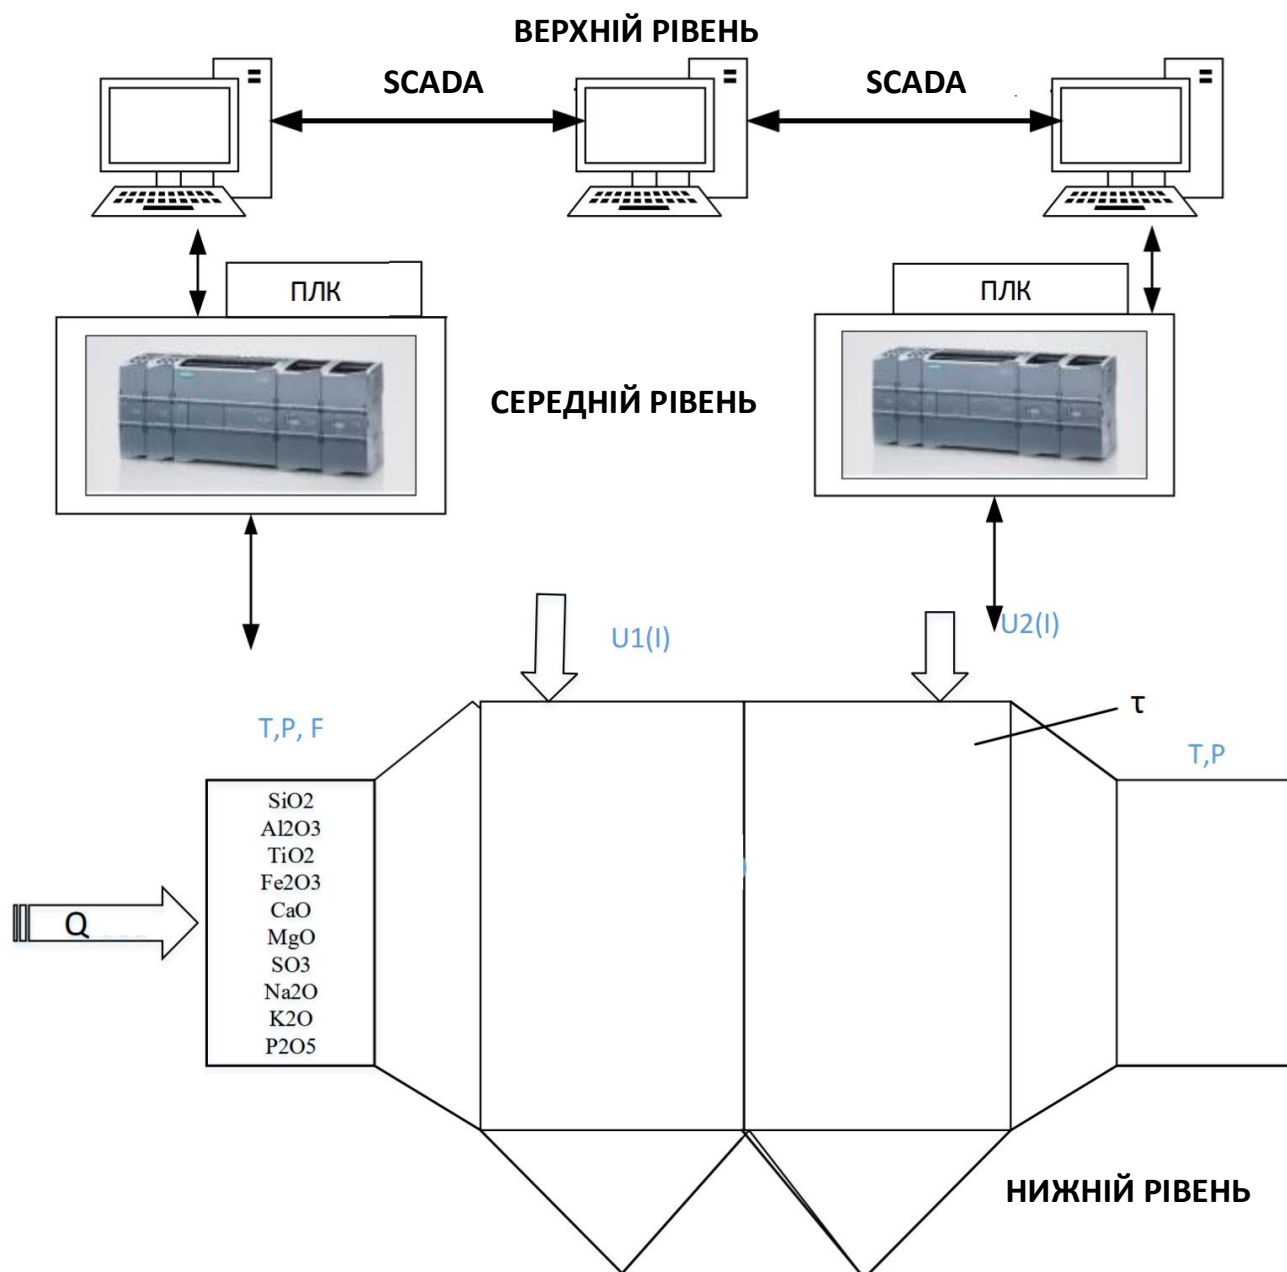 ВЕРХНІЙ РІВЕНЬ
SCADA
SCADA
ПЛК
ПЛК
СЕРЕДНІЙ РІВЕНЬ
U1(I)
U2(I)
τ
T,P, F
T,P
SiO2
Al2O3
TiO2
Fe2O3
CaO
MgO
SO3
Na2O
K2O
P2O5
Q
НИЖНІЙ РІВЕНЬ